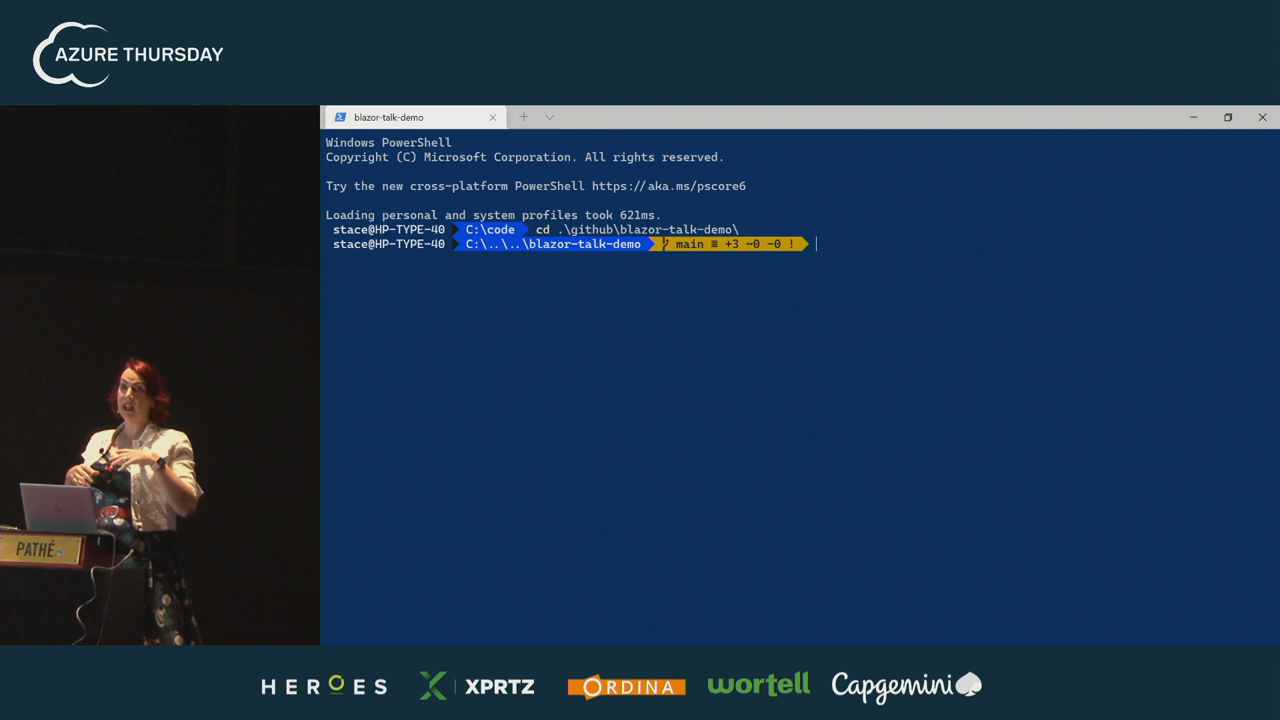 AZURE THURSDAY
blazor-talk-demo
Windows PowerShell
Copyright (C) Microsoft Corporation. All rights reserved.
Try the new cross-platform PowerShell https://aka.ms/pscore6
Loading personal and system profiles took 621ms.
stace@HP-TYPE-40 C:\code cd .\github\blazor-talk-demo\
stace@HP-TYPE-40 C:\..\..\blazor-talk-demo main ≡ +3 ~0 -0 !
PATHÉ
HEROES
XPRTZ
ORDINA
wortell
Capgemini